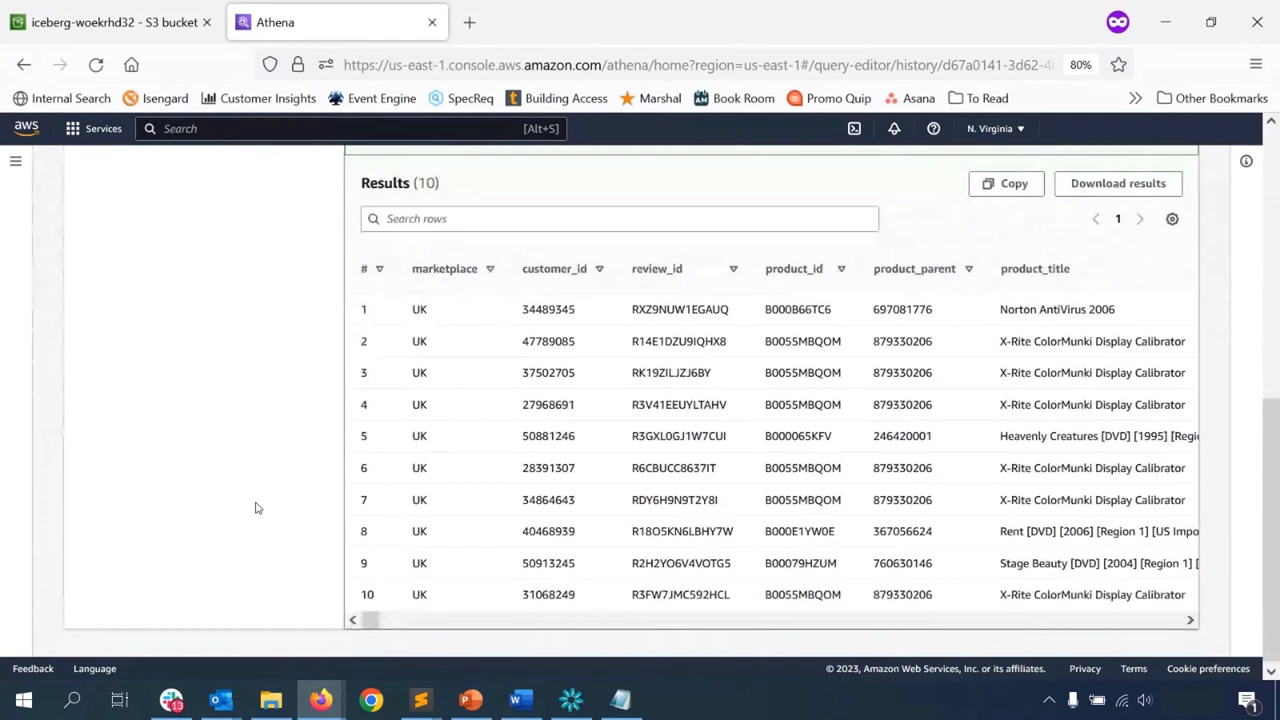 iceberg-woekrhd32 - S3 bucket
Athena
https://us-east-1.console.aws.amazon.com/athena/home?region=us-east-1#/query-editor/history/d67a0141-3d62-4
80%
Internal Search
Isengard
Customer Insights
Event Engine
SpecReq
Building Access
Marshal
Book Room
Promo Quip
Asana
To Read
Other Bookmarks
aws
Services
Search
[Alt+S]
N. Virginia
Results (10)
Copy
Download results
Search rows
1
# marketplace customer_id review_id product_id product_parent product_title
1 UK 34489345 RXZ9NUW1EGAUQ B000B66TC6 697081776 Norton AntiVirus 2006
2 UK 47789085 R14E1DZU9IQHX8 B0055MBQOM 879330206 X-Rite ColorMunki Display Calibrator
3 UK 37502705 RK19ZILJZJ6BY B0055MBQOM 879330206 X-Rite ColorMunki Display Calibrator
4 UK 27968691 R3V41EEUYLTAHV B0055MBQOM 879330206 X-Rite ColorMunki Display Calibrator
5 UK 50881246 R3GXL0GJ1W7CUI B000065KFV 246420001 Heavenly Creatures [DVD] [1995] [Regi
6 UK 28391307 R6CBUCC8637IT B0055MBQOM 879330206 X-Rite ColorMunki Display Calibrator
7 UK 34864643 RDY6H9N9T2Y8I B0055MBQOM 879330206 X-Rite ColorMunki Display Calibrator
8 UK 40468939 R18O5KN6LBHY7W B000E1YW0E 367056624 Rent [DVD] [2006] [Region 1] [US Impo
9 UK 50913245 R2H2YO6V4VOTG5 B00079HZUM 760630146 Stage Beauty [DVD] [2004] [Region 1] [
10 UK 31068249 R3FW7JMC592HCL B0055MBQOM 879330206 X-Rite ColorMunki Display Calibrator
Feedback
Language
© 2023, Amazon Web Services, Inc. or its affiliates.
Privacy
Terms
Cookie preferences
13
1